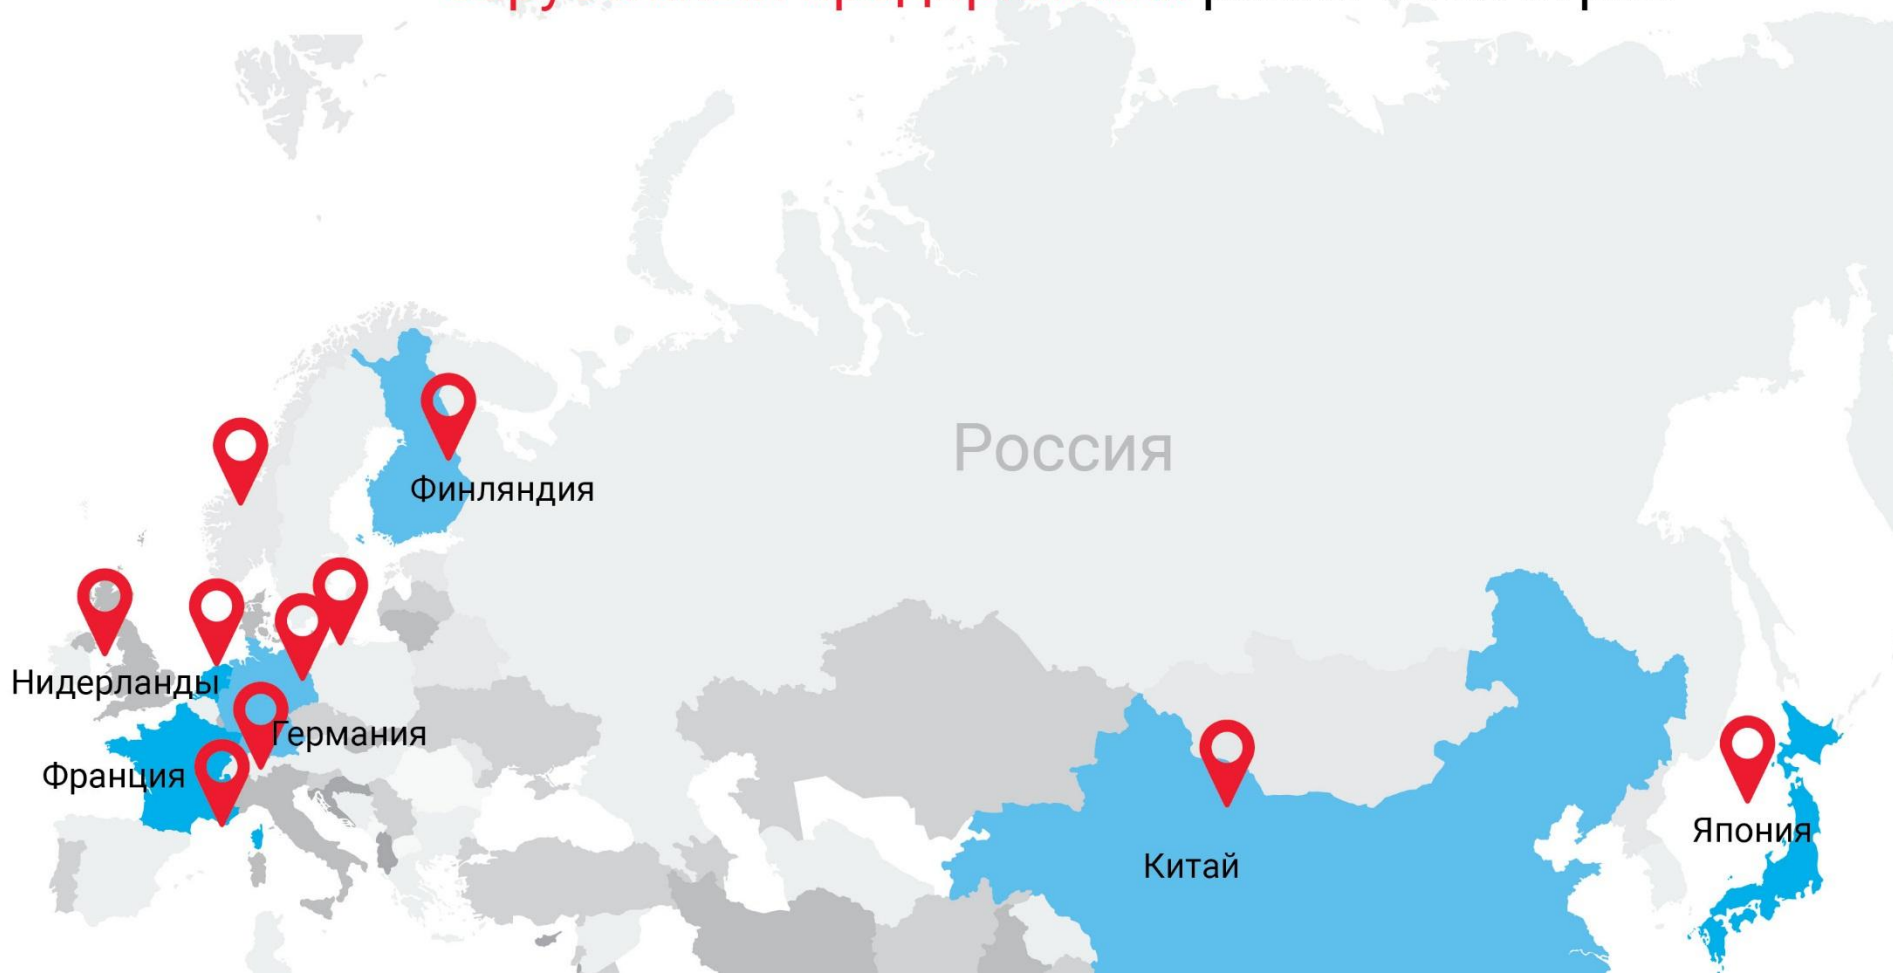 Россия
Финляндия
Нидерланды
Германия
Франция
Япония
Китай